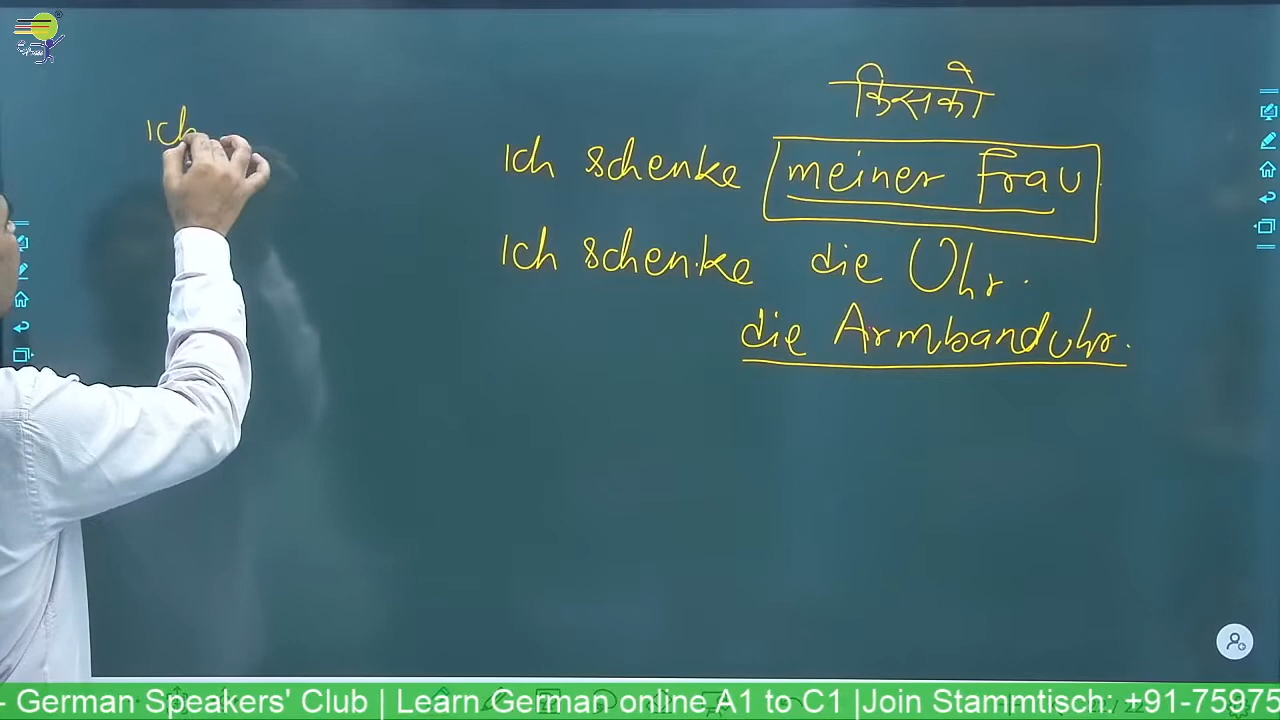 किसको
Ich
Ich schenke meiner Frau.
Ich schenke die Uhr.
die Armbanduhr.
- German Speakers' Club | Learn German online A1 to C1 |Join Stammtisch: +91-75975